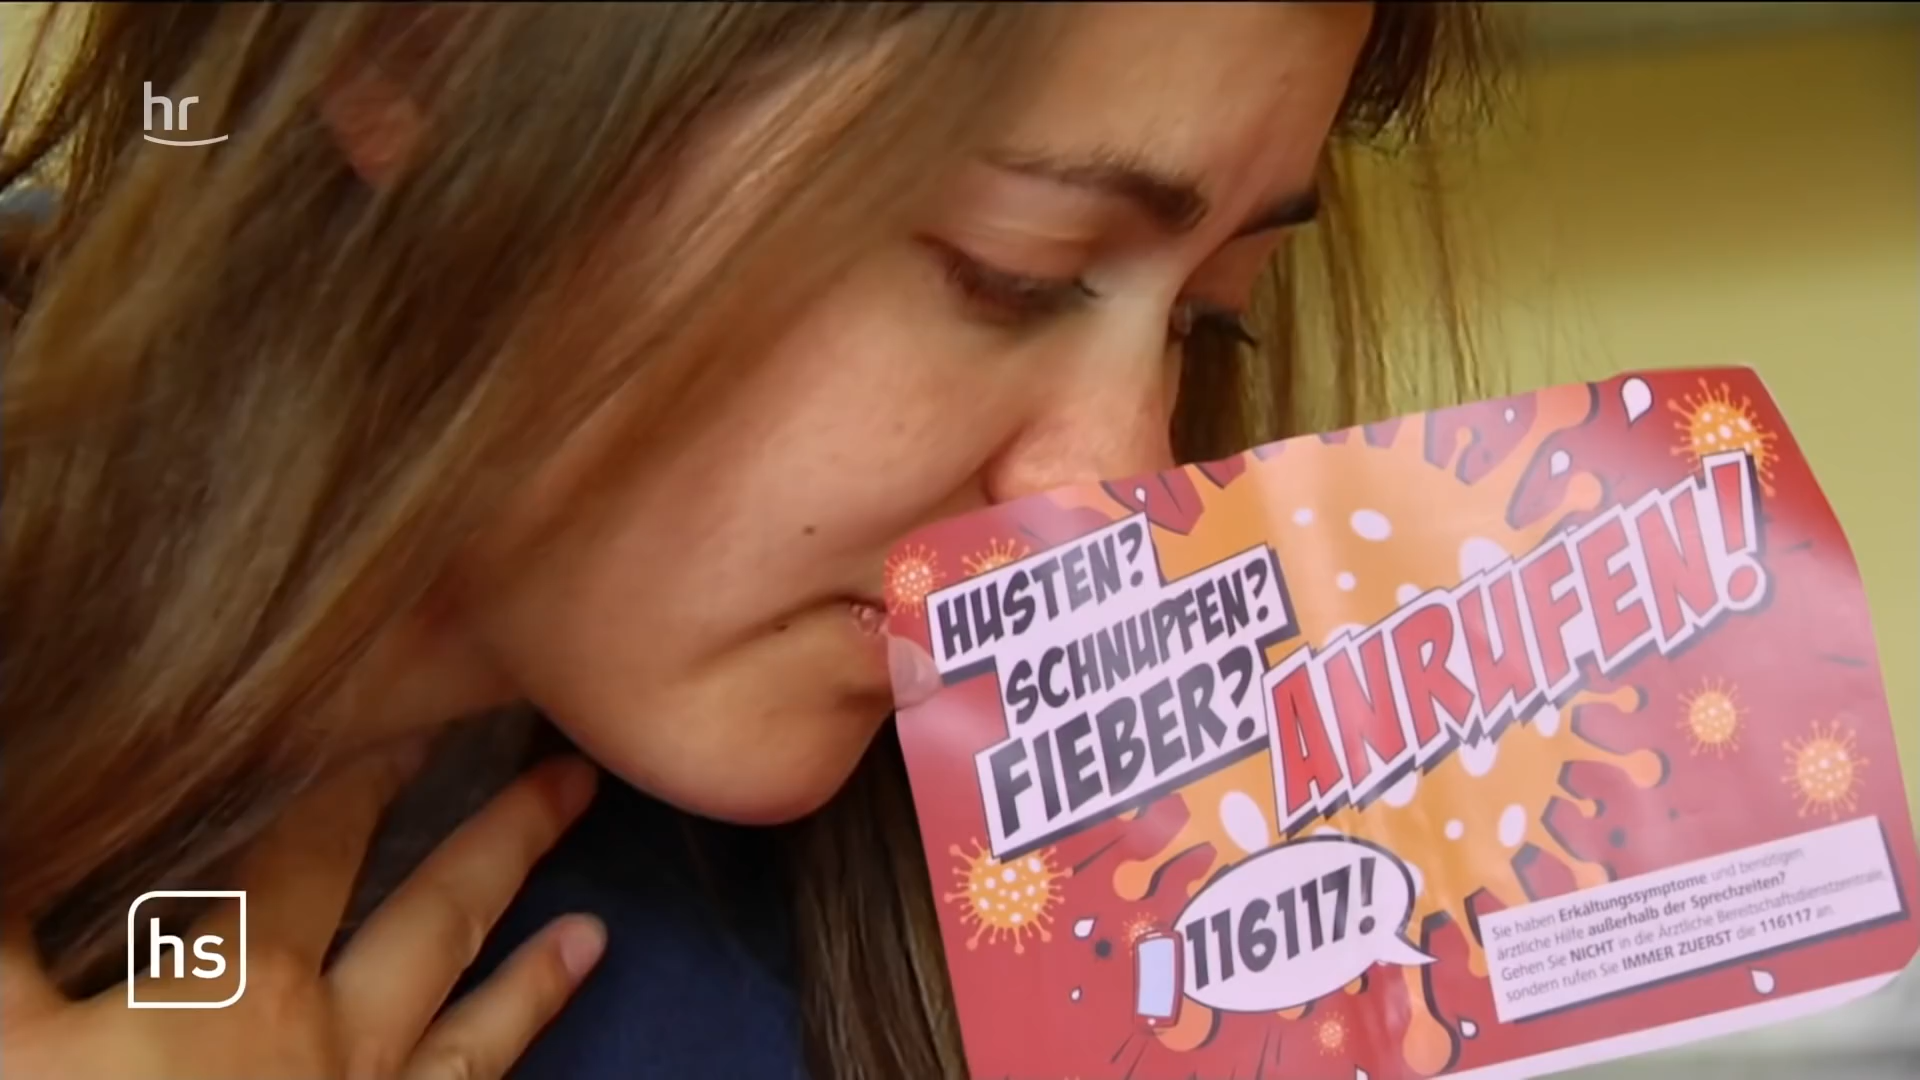 hr
HUSTEN?
SCHNUPFEN?
FIEBER?
ANRUFEN!
116117!
Sie haben Erkältungssymptome und benötigen
ärztliche Hilfe außerhalb der Sprechzeiten?
Gehen Sie NICHT in die Ärztliche Bereitschaftsdienstzentrale,
sondern rufen Sie IMMER ZUERST die 116117 an.
hs